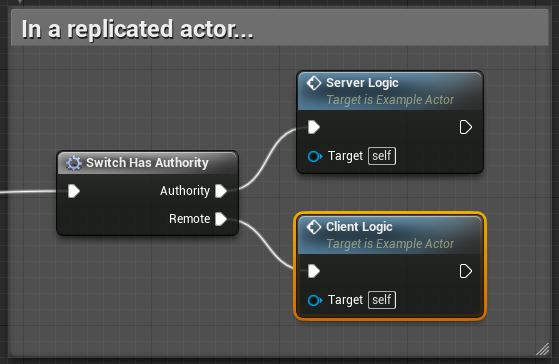 In a replicated actor...
Server Logic
Target is Example Actor
Target self
Switch Has Authority
Authority
Remote
Client Logic
Target is Example Actor
Target self